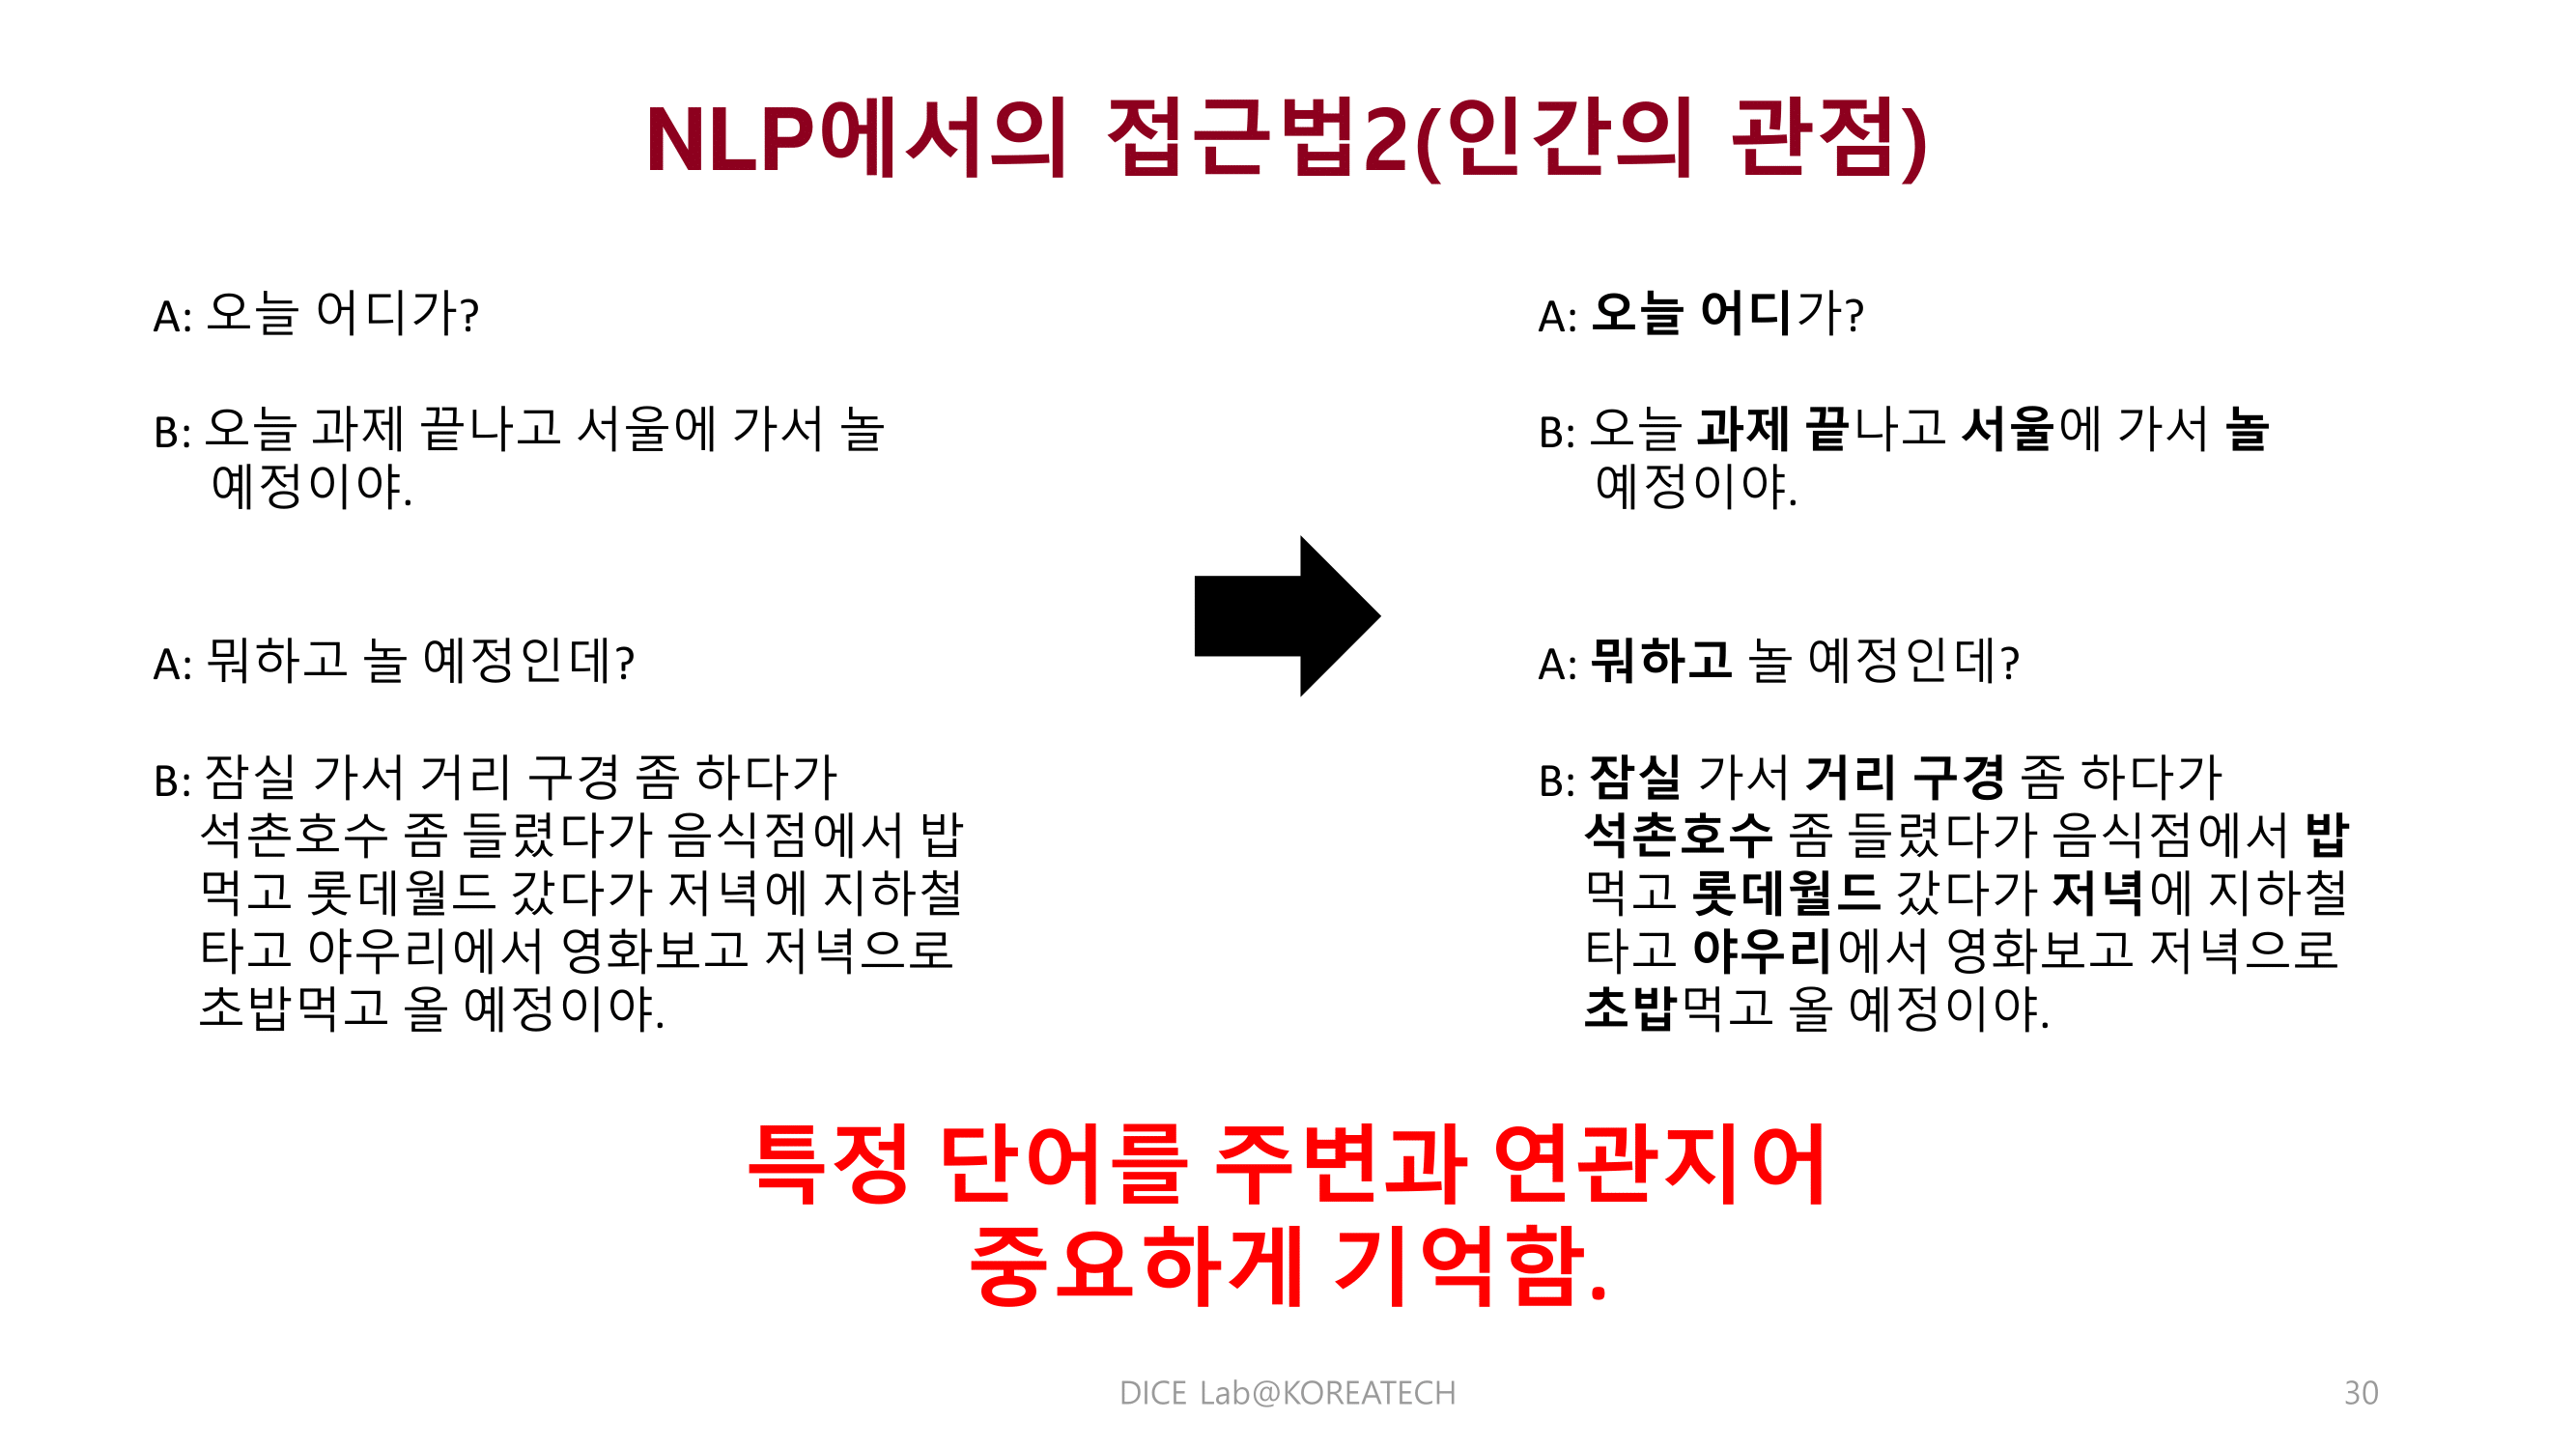 NLP에서의 접근법2(인간의 관점)
A: 오늘 어디가?
B: 오늘 과제 끝나고 서울에 가서 놀
예정이야.
A: 뭐하고 놀 예정인데?
B: 잠실 가서 거리 구경 좀 하다가
석촌호수 좀 들렸다가 음식점에서 밥
먹고 롯데월드 갔다가 저녁에 지하철
타고 야우리에서 영화보고 저녁으로
초밥먹고 올 예정이야.
A: 오늘 어디가?
B: 오늘 과제 끝나고 서울에 가서 놀
예정이야.
A: 뭐하고 놀 예정인데?
B: 잠실 가서 거리 구경 좀 하다가
석촌호수 좀 들렸다가 음식점에서 밥
먹고 롯데월드 갔다가 저녁에 지하철
타고 야우리에서 영화보고 저녁으로
초밥먹고 올 예정이야.
특정 단어를 주변과 연관지어
중요하게 기억함.
DICE Lab@KOREATECH
30